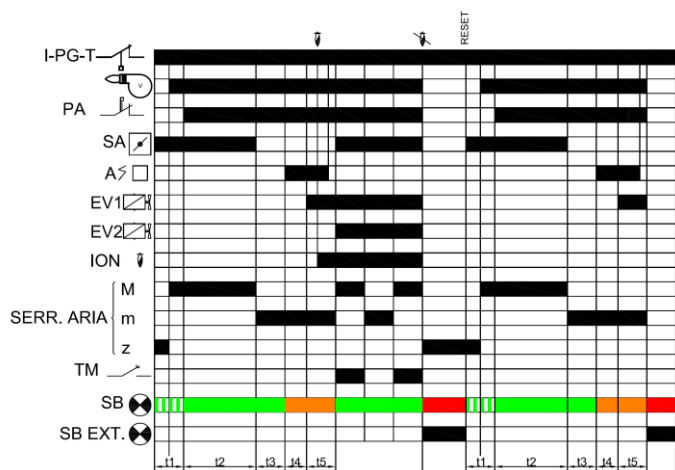 RESET
I-PG-T
V
PA
SA
A
EV1
EV2
ION
M
SERR. ARIA
m
z
TM
SB
SB EXT.
t1 t2 t3 t4 t5 t1 t2 t3 t4 t5